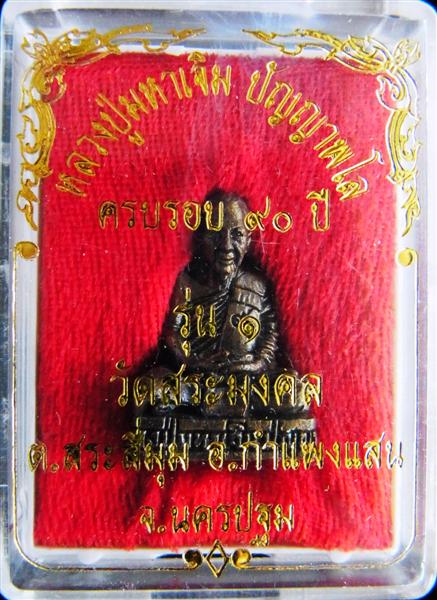 หลวงปู่มหาเจิม ปัญญาพโล
ครบรอบ ๙๐ ปี
รุ่น ๑
วัดสระมงคล
ต.สระสี่มุม อ.กำแพงแสน
จ.นครปฐม